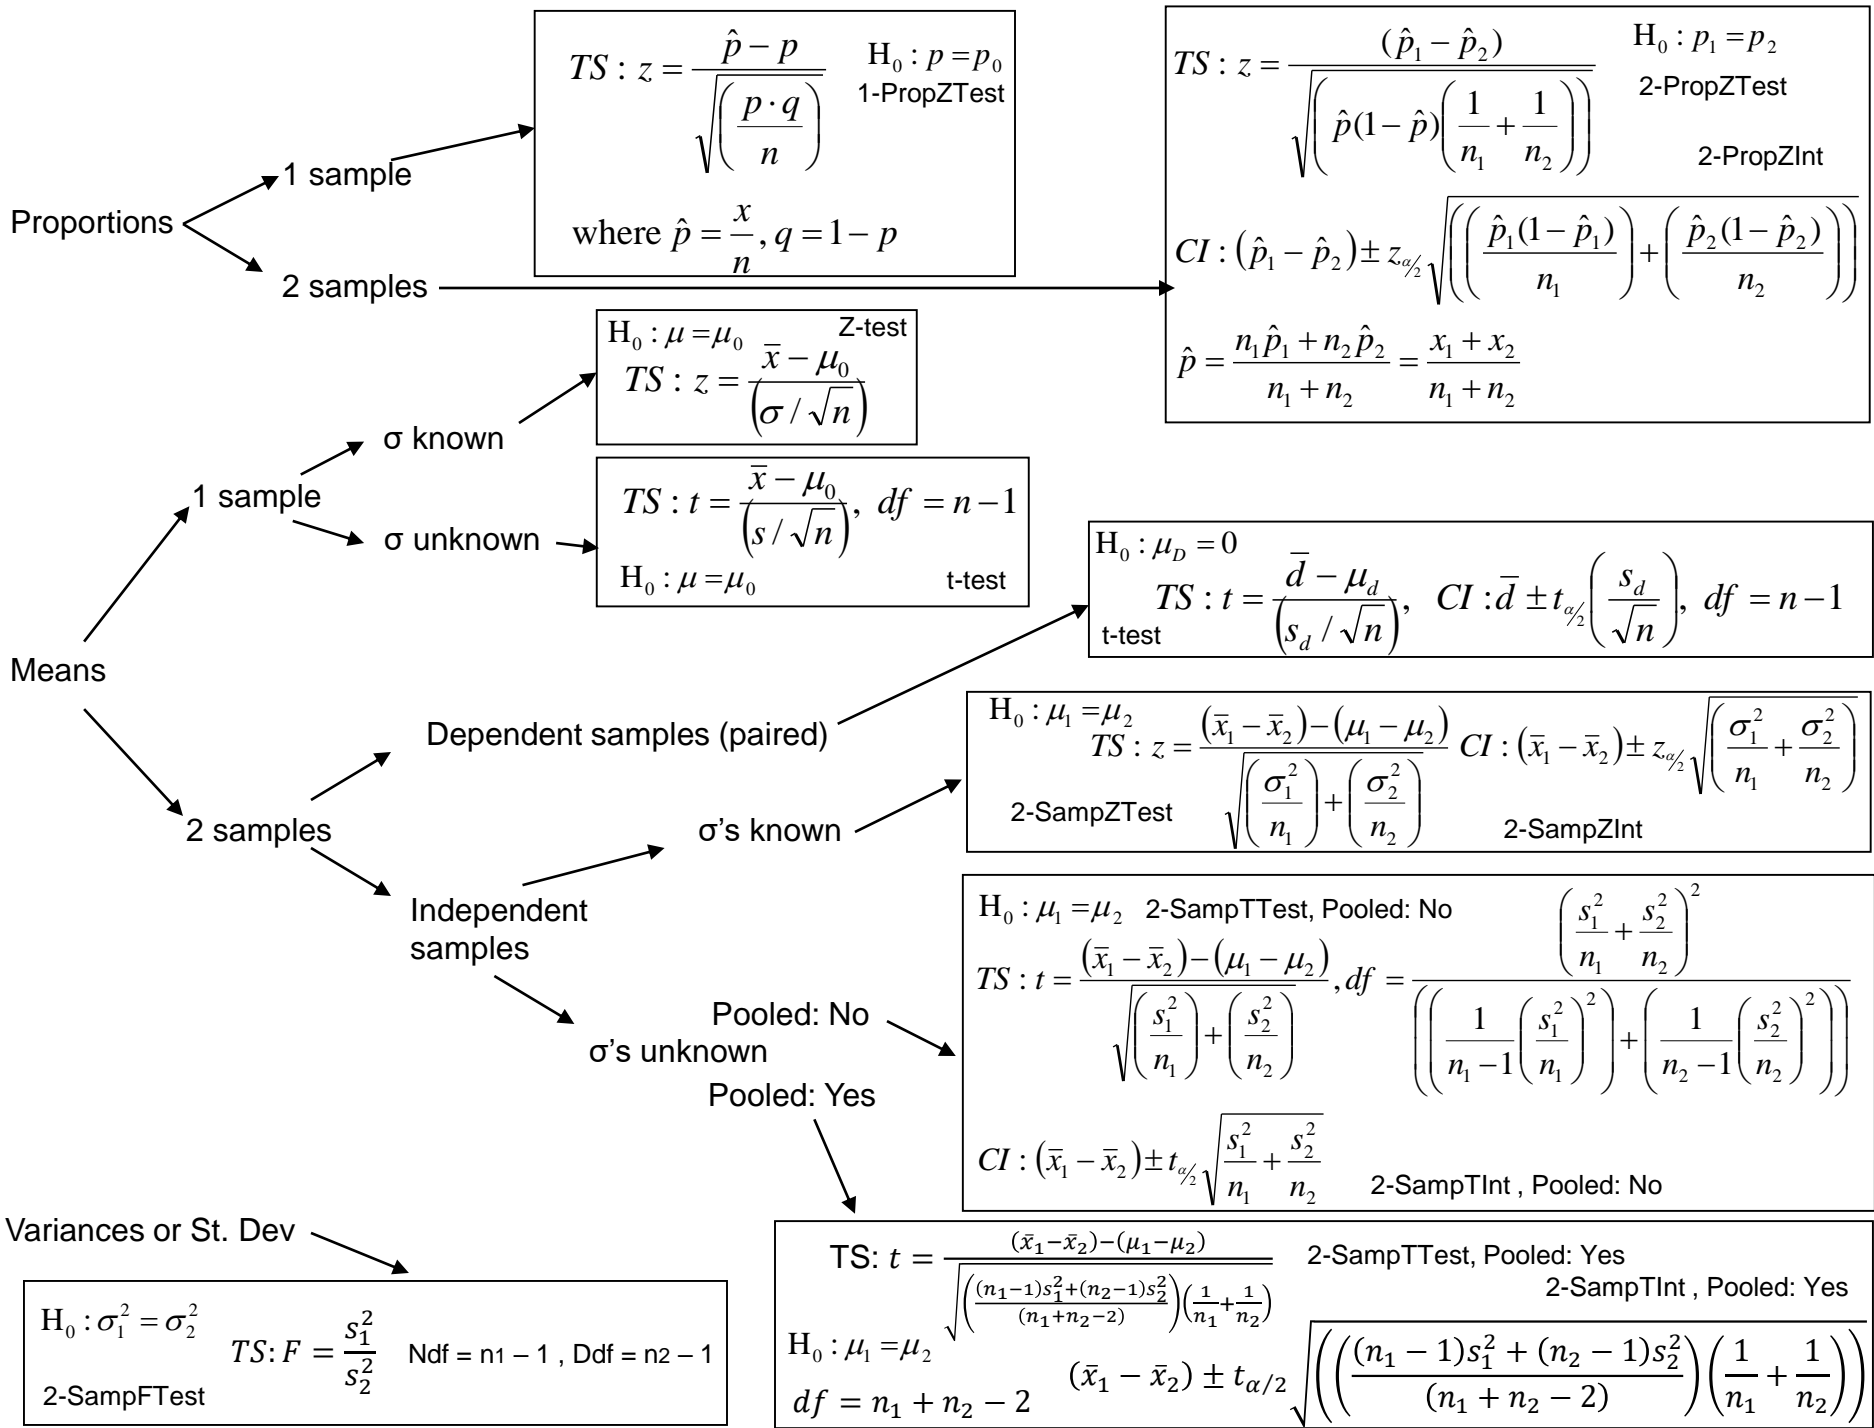 Proportions
1 sample
2 samples
TS : z = (p̂ − p) / √((p · q) / n)
H₀ : p = p₀
1-PropZTest
where p̂ = x/n, q = 1 − p
TS : z = (p̂₁ − p̂₂) / √(p̂(1 − p̂)(1/n₁ + 1/n₂))
H₀ : p₁ = p₂
2-PropZTest
2-PropZInt
CI : (p̂₁ − p̂₂) ± z_α/2 √(((p̂₁(1 − p̂₁)/n₁) + (p̂₂(1 − p̂₂)/n₂)))
p̂ = (n₁p̂₁ + n₂p̂₂)/(n₁ + n₂) = (x₁ + x₂)/(n₁ + n₂)
Means
1 sample
σ known
H₀ : μ = μ₀
Z-test
TS : z = (x̄ − μ₀) / (σ / √n)
σ unknown
TS : t = (x̄ − μ₀) / (s / √n), df = n − 1
H₀ : μ = μ₀
t-test
2 samples
Dependent samples (paired)
H₀ : μ_D = 0
TS : t = (d̄ − μ_d) / (s_d / √n), CI : d̄ ± t_α/2 (s_d / √n), df = n − 1
t-test
Independent
samples
σ’s known
H₀ : μ₁ = μ₂
TS : z = ((x̄₁ − x̄₂) − (μ₁ − μ₂)) / √((σ₁²/n₁) + (σ₂²/n₂)) CI : (x̄₁ − x̄₂) ± z_α/2 √(σ₁²/n₁ + σ₂²/n₂)
2-SampZTest
2-SampZInt
Pooled: No
σ’s unknown
Pooled: Yes
H₀ : μ₁ = μ₂ 2-SampTTest, Pooled: No
TS : t = ((x̄₁ − x̄₂) − (μ₁ − μ₂)) / √((s₁²/n₁) + (s₂²/n₂)), df = (s₁²/n₁ + s₂²/n₂)² / (((1/(n₁ − 1) (s₁²/n₁)²) + (1/(n₂ − 1) (s₂²/n₂)²)))
CI : (x̄₁ − x̄₂) ± t_α/2 √(s₁²/n₁ + s₂²/n₂)
2-SampTInt , Pooled: No
TS: t = ((x̄₁−x̄₂)−(μ₁−μ₂)) / √((((n₁−1)s₁²+(n₂−1)s₂²)/(n₁+n₂−2))(1/n₁+1/n₂))
2-SampTTest, Pooled: Yes
2-SampTInt , Pooled: Yes
H₀ : μ₁ = μ₂
df = n₁ + n₂ − 2
(x̄₁ − x̄₂) ± t_α/2 √(((((n₁ − 1)s₁² + (n₂ − 1)s₂²)/(n₁ + n₂ − 2))(1/n₁ + 1/n₂)))
Variances or St. Dev
H₀ : σ₁² = σ₂²
TS: F = s₁²/s₂²
Ndf = n1 – 1 , Ddf = n2 – 1
2-SampFTest